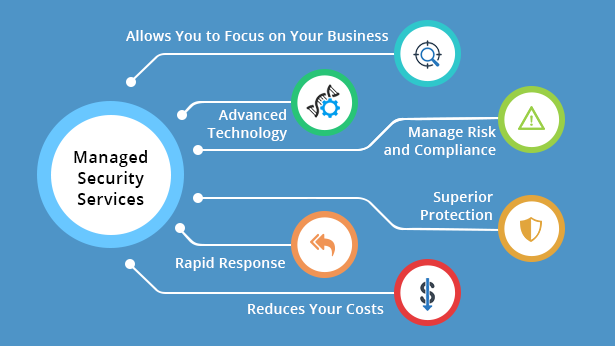 Allows You to Focus on Your Business
Advanced
Technology
Manage Risk
and Compliance
Managed
Security
Services
Superior
Protection
Rapid Response
Reduces Your Costs